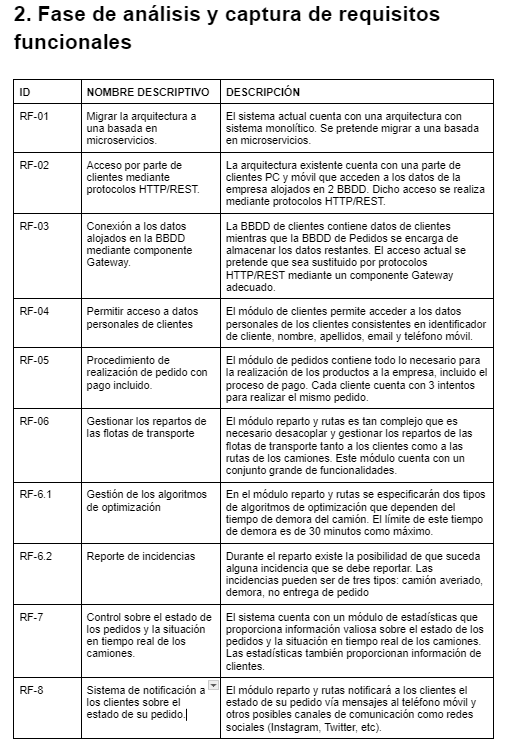 2. Fase de análisis y captura de requisitos
funcionales
ID
NOMBRE DESCRIPTIVO
DESCRIPCIÓN
RF-01
Migrar la arquitectura a
una basada en
microservicios.
El sistema actual cuenta con una arquitectura con
sistema monolítico. Se pretende migrar a una basada
en microservicios.
RF-02
Acceso por parte de
clientes mediante
protocolos HTTP/REST.
La arquitectura existente cuenta con una parte de
clientes PC y móvil que acceden a los datos de la
empresa alojados en 2 BBDD. Dicho acceso se realiza
mediante protocolos HTTP/REST.
RF-03
Conexión a los datos
alojados en la BBDD
mediante componente
Gateway.
La BBDD de clientes contiene datos de clientes
mientras que la BBDD de Pedidos se encarga de
almacenar los datos restantes. El acceso actual se
pretende que sea sustituido por protocolos
HTTP/REST mediante un componente Gateway
adecuado.
RF-04
Permitir acceso a datos
personales de clientes
El módulo de clientes permite acceder a los datos
personales de los clientes consistentes en identificador
de cliente, nombre, apellidos, email y teléfono móvil.
RF-05
Procedimiento de
realización de pedido con
pago incluido.
El módulo de pedidos contiene todo lo necesario para
la realización de los productos a la empresa, incluido el
proceso de pago. Cada cliente cuenta con 3 intentos
para realizar el mismo pedido.
RF-06
Gestionar los repartos de
las flotas de transporte
El módulo reparto y rutas es tan complejo que es
necesario desacoplar y gestionar los repartos de las
flotas de transporte tanto a los clientes como a las
rutas de los camiones. Este módulo cuenta con un
conjunto grande de funcionalidades.
RF-6.1
Gestión de los algoritmos
de optimización
En el módulo reparto y rutas se especificarán dos tipos
de algoritmos de optimización que dependen del
tiempo de demora del camión. El límite de este tiempo
de demora es de 30 minutos como máximo.
RF-6.2
Reporte de incidencias
Durante el reparto existe la posibilidad de que suceda
alguna incidencia que se debe reportar. Las
incidencias pueden ser de tres tipos: camión averiado,
demora, no entrega de pedido
RF-7
Control sobre el estado de
los pedidos y la situación
en tiempo real de los
camiones.
El sistema cuenta con un módulo de estadísticas que
proporciona información valiosa sobre el estado de los
pedidos y la situación en tiempo real de los camiones.
Las estadísticas también proporcionan información de
clientes.
RF-8
Sistema de notificación a
los clientes sobre el
estado de su pedido.
El módulo reparto y rutas notificará a los clientes el
estado de su pedido vía mensajes al teléfono móvil y
otros posibles canales de comunicación como redes
sociales (Instagram, Twitter, etc).